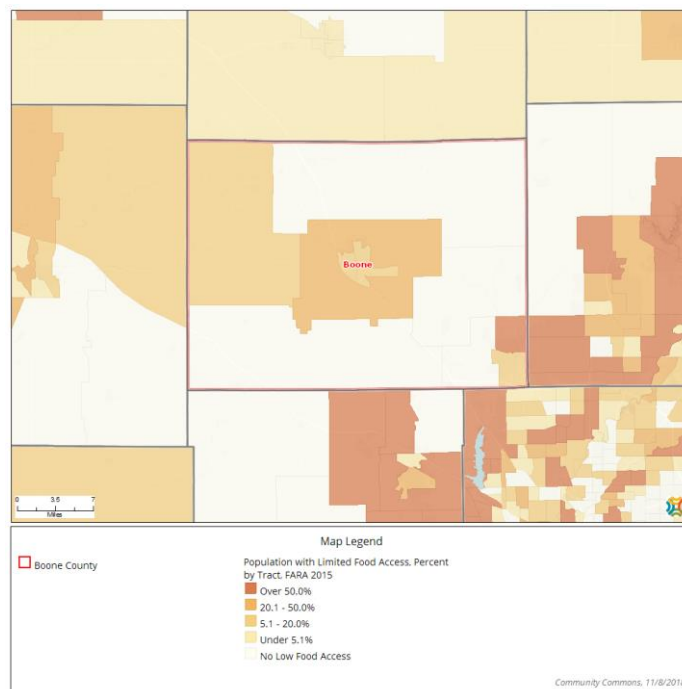 Boone
0 3.5 7
Miles
Map Legend
Boone County
Population with Limited Food Access, Percent
by Tract, FARA 2015
Over 50.0%
20.1 - 50.0%
5.1 - 20.0%
Under 5.1%
No Low Food Access
Community Commons, 11/8/2018